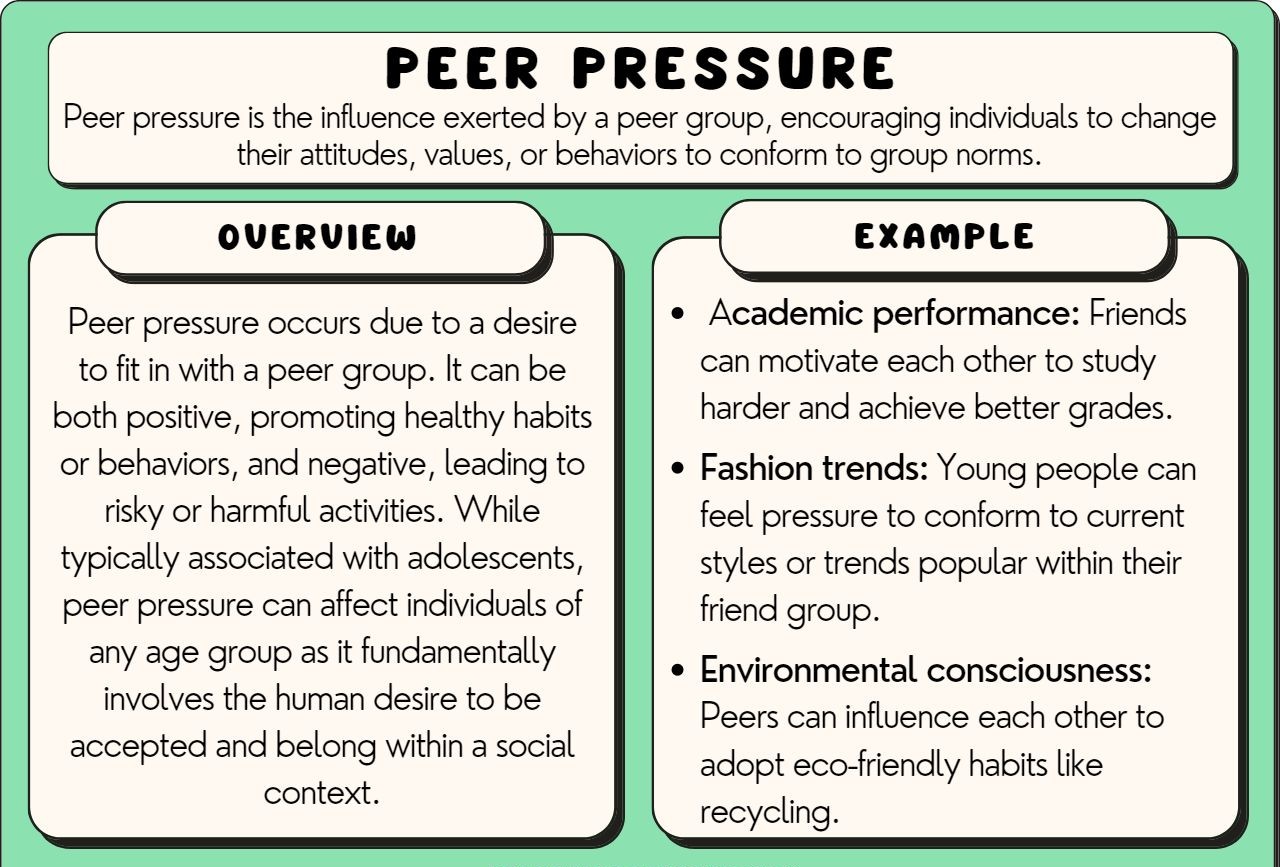 PEER PRESSURE
Peer pressure is the influence exerted by a peer group, encouraging individuals to change
their attitudes, values, or behaviors to conform to group norms.
OVERVIEW
Peer pressure occurs due to a desire
to fit in with a peer group. It can be
both positive, promoting healthy habits
or behaviors, and negative, leading to
risky or harmful activities. While
typically associated with adolescents,
peer pressure can affect individuals of
any age group as it fundamentally
involves the human desire to be
accepted and belong within a social
context.
EXAMPLE
• Academic performance: Friends
can motivate each other to study
harder and achieve better grades.
• Fashion trends: Young people can
feel pressure to conform to current
styles or trends popular within their
friend group.
• Environmental consciousness:
Peers can influence each other to
adopt eco-friendly habits like
recycling.